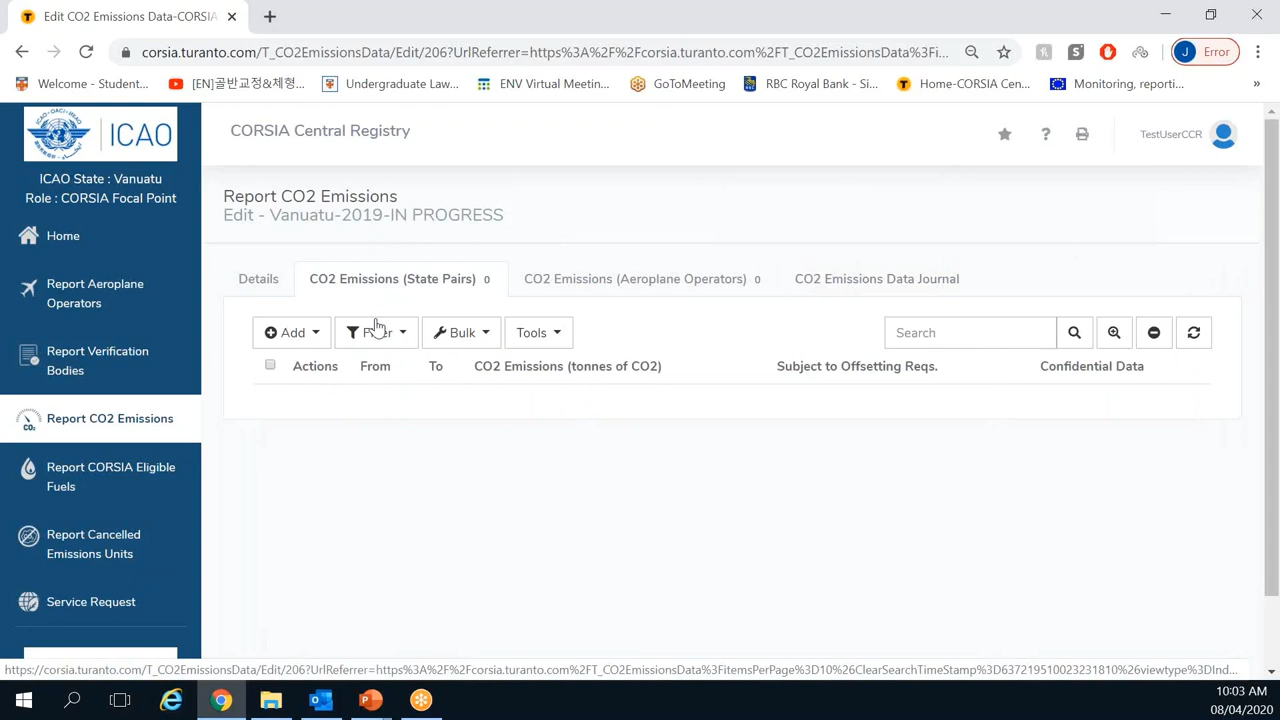 Edit CO2 Emissions Data-CORSIA
corsia.turanto.com/T_CO2EmissionsData/Edit/206?UrlReferrer=https%3A%2F%2Fcorsia.turanto.com%2FT_CO2EmissionsData%3Fi...
J Error
Welcome - Student...
[EN]골반교정&체형...
Undergraduate Law...
ENV Virtual Meetin...
GoToMeeting
RBC Royal Bank - Si...
Home-CORSIA Cen...
Monitoring, reporti...
»
ICAO · OACI · ИКАО
ICAO
CORSIA Central Registry
TestUserCCR
ICAO State : Vanuatu
Role : CORSIA Focal Point
Home
Report Aeroplane
Operators
Report Verification
Bodies
Report CO2 Emissions
Report CORSIA Eligible
Fuels
Report Cancelled
Emissions Units
Service Request
Report CO2 Emissions
Edit - Vanuatu-2019-IN PROGRESS
Details
CO2 Emissions (State Pairs) 0
CO2 Emissions (Aeroplane Operators) 0
CO2 Emissions Data Journal
Add
Filter
Bulk
Tools
Search
Actions
From
To
CO2 Emissions (tonnes of CO2)
Subject to Offsetting Reqs.
Confidential Data
https://corsia.turanto.com/T_CO2EmissionsData/Edit/206?UrlReferrer=https%3A%2F%2Fcorsia.turanto.com%2FT_CO2EmissionsData%3FitemsPerPage%3D10%26ClearSearchTimeStamp%3D637219510023231810%26viewtype%3DInd...
10:03 AM
08/04/2020